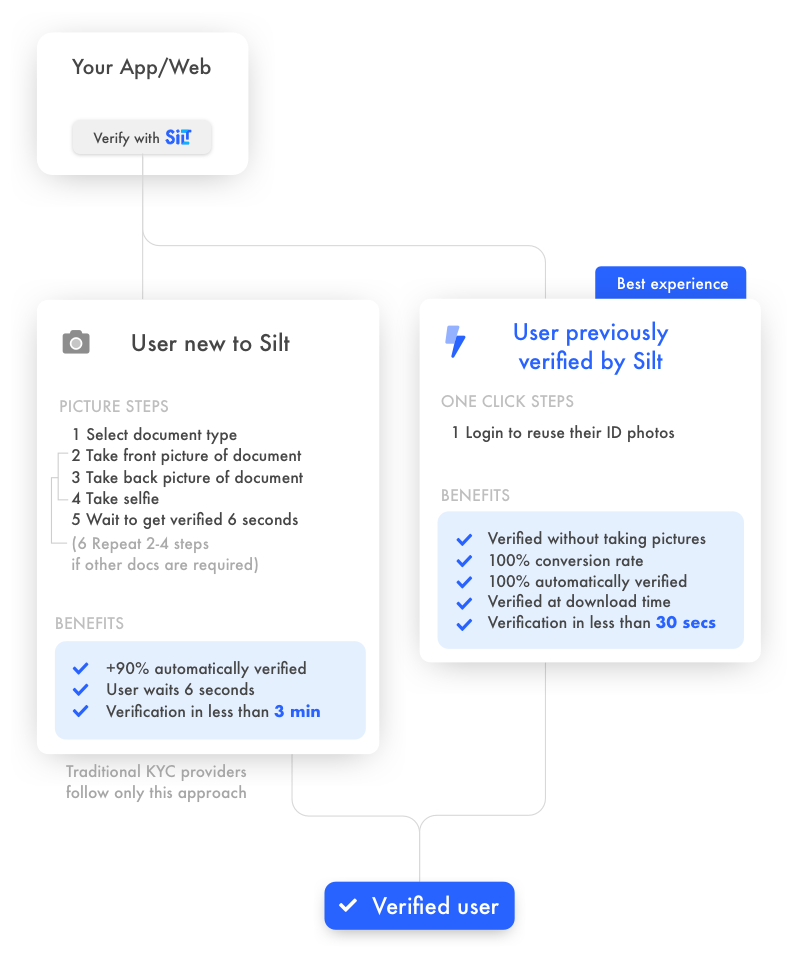 Your App/Web
Verify with SiLT
Best experience
User new to Silt
PICTURE STEPS
1 Select document type
2 Take front picture of document
3 Take back picture of document
4 Take selfie
5 Wait to get verified 6 seconds
(6 Repeat 2-4 steps
if other docs are required)
BENEFITS
+90% automatically verified
User waits 6 seconds
Verification in less than 3 min
Traditional KYC providers
follow only this approach
User previously
verified by Silt
ONE CLICK STEPS
1 Login to reuse their ID photos
BENEFITS
Verified without taking pictures
100% conversion rate
100% automatically verified
Verified at download time
Verification in less than 30 secs
Verified user